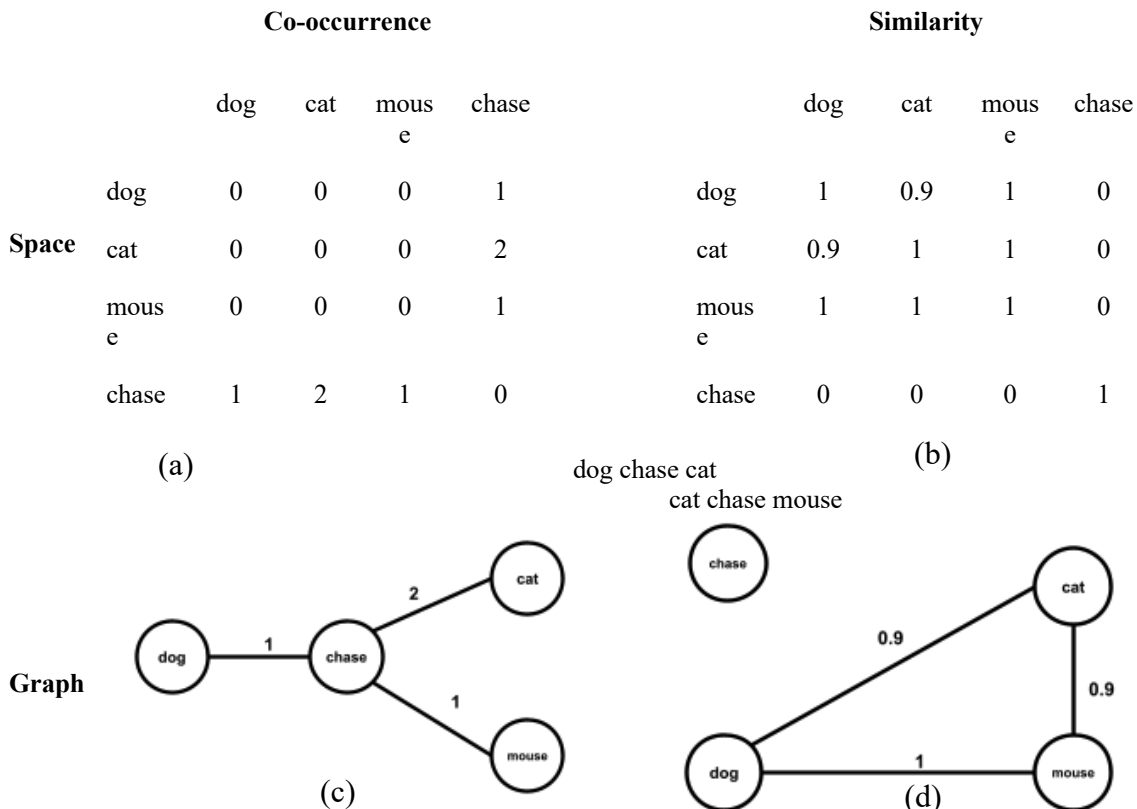 Co-occurrence Similarity
dog cat mous chase dog cat mous chase
e e
dog 0 0 0 1 dog 1 0.9 1 0
Space cat 0 0 0 2 cat 0.9 1 1 0
mous 0 0 0 1 mous 1 1 1 0
e e
chase 1 2 1 0 chase 0 0 0 1
(a) (b)
dog chase cat
cat chase mouse
chase
cat cat
2
0.9
dog 1 chase
Graph 0.9
1
mouse dog 1 mouse
(c) (d)